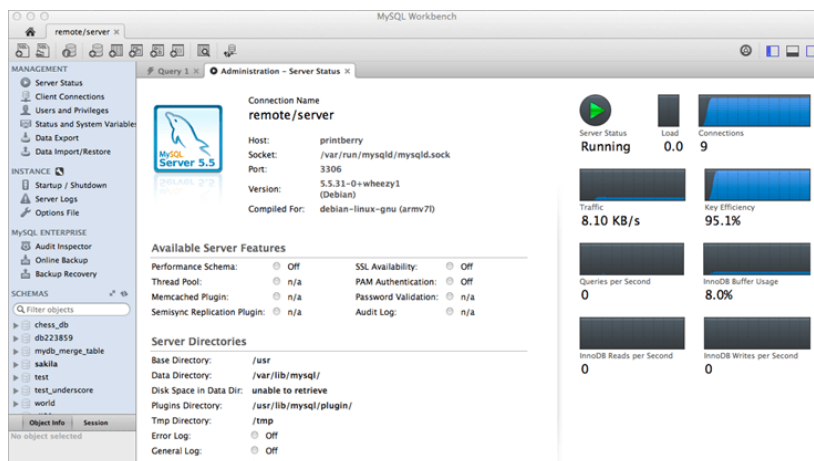 MySQL Workbench
remote/server
MANAGEMENT
Server Status
Client Connections
Users and Privileges
Status and System Variables
Data Export
Data Import/Restore
INSTANCE
Startup / Shutdown
Server Logs
Options File
MySQL ENTERPRISE
Audit Inspector
Online Backup
Backup Recovery
SCHEMAS
Filter objects
chess_db
db223859
mydb_merge_table
sakila
test
test_underscore
world
Object Info Session
No object selected
Query 1 Administration - Server Status
MySQL
Server 5.5
Connection Name
remote/server
Host: printberry
Socket: /var/run/mysqld/mysqld.sock
Port: 3306
Version: 5.5.31-0+wheezy1
(Debian)
Compiled For: debian-linux-gnu (armv7l)
Available Server Features
Performance Schema: Off SSL Availability: Off
Thread Pool: n/a PAM Authentication: Off
Memcached Plugin: n/a Password Validation: n/a
Semisync Replication Plugin: n/a Audit Log: n/a
Server Directories
Base Directory: /usr
Data Directory: /var/lib/mysql/
Disk Space in Data Dir: unable to retrieve
Plugins Directory: /usr/lib/mysql/plugin/
Tmp Directory: /tmp
Error Log: Off
General Log: Off
Server Status Load Connections
Running 0.0 9
Traffic Key Efficiency
8.10 KB/s 95.1%
Queries per Second InnoDB Buffer Usage
0 8.0%
InnoDB Reads per Second InnoDB Writes per Second
0 0